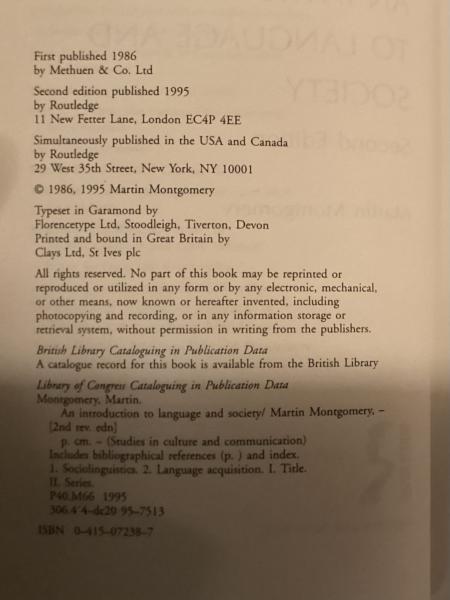 First published 1986
by Methuen & Co. Ltd
Second edition published 1995
by Routledge
11 New Fetter Lane, London EC4P 4EE
Simultaneously published in the USA and Canada
by Routledge
29 West 35th Street, New York, NY 10001
© 1986, 1995 Martin Montgomery
Typeset in Garamond by
Florencetype Ltd, Stoodleigh, Tiverton, Devon
Printed and bound in Great Britain by
Clays Ltd, St Ives plc
All rights reserved. No part of this book may be reprinted or
reproduced or utilized in any form or by any electronic, mechanical,
or other means, now known or hereafter invented, including
photocopying and recording, or in any information storage or
retrieval system, without permission in writing from the publishers.
British Library Cataloguing in Publication Data
A catalogue record for this book is available from the British Library
Library of Congress Cataloguing in Publication Data
Montgomery, Martin.
An introduction to language and society/ Martin Montgomery, –
[2nd rev. edn]
p. cm. – (Studies in culture and communication)
Includes bibliographical references (p. ) and index.
1. Sociolinguistics. 2. Language acquisition. I. Title.
II. Series.
P40.M66 1995
306.4'4–dc20 95–7513
ISBN 0–415–07238–7